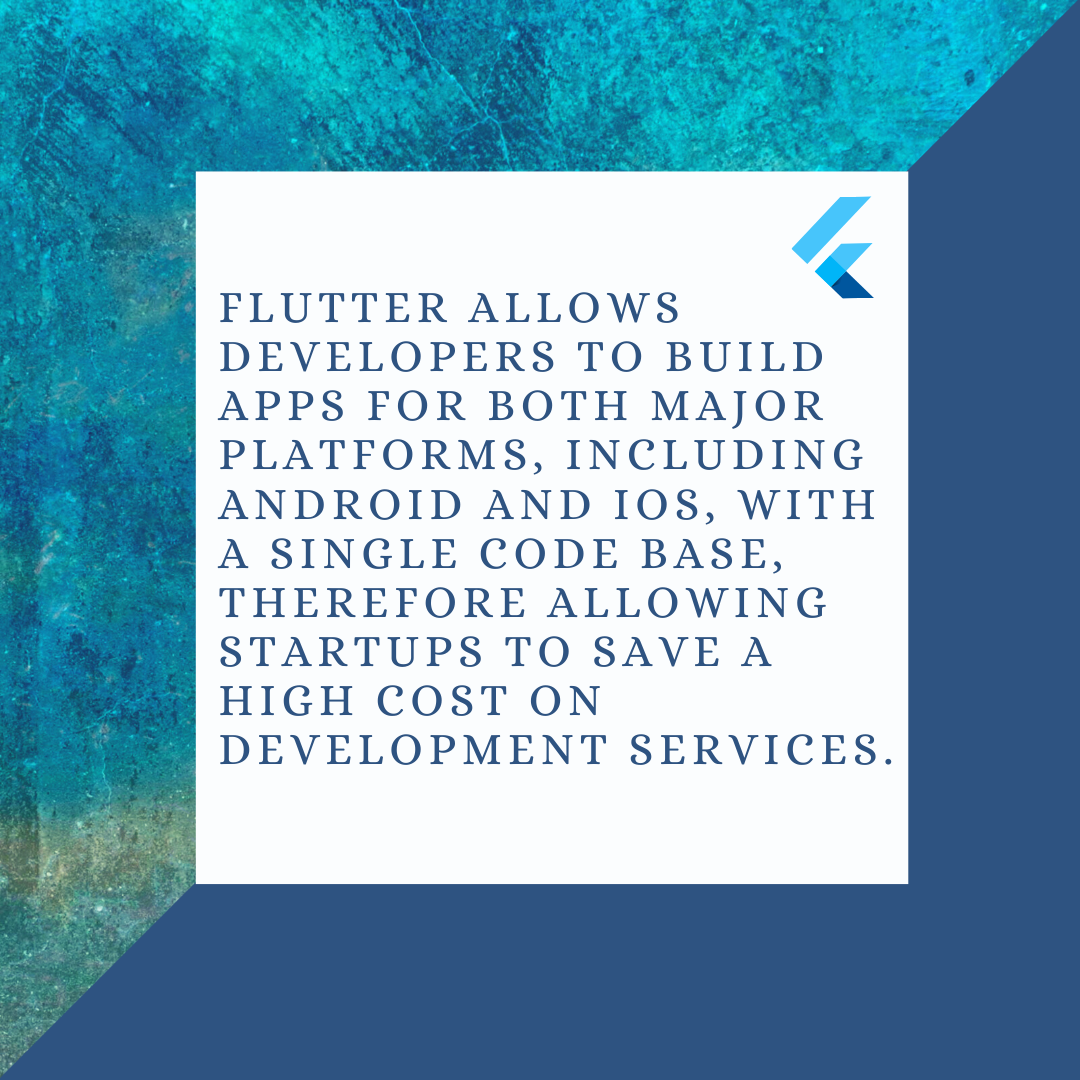 FLUTTER ALLOWS
DEVELOPERS TO BUILD
APPS FOR BOTH MAJOR
PLATFORMS, INCLUDING
ANDROID AND IOS, WITH
A SINGLE CODE BASE,
THEREFORE ALLOWING
STARTUPS TO SAVE A
HIGH COST ON
DEVELOPMENT SERVICES.